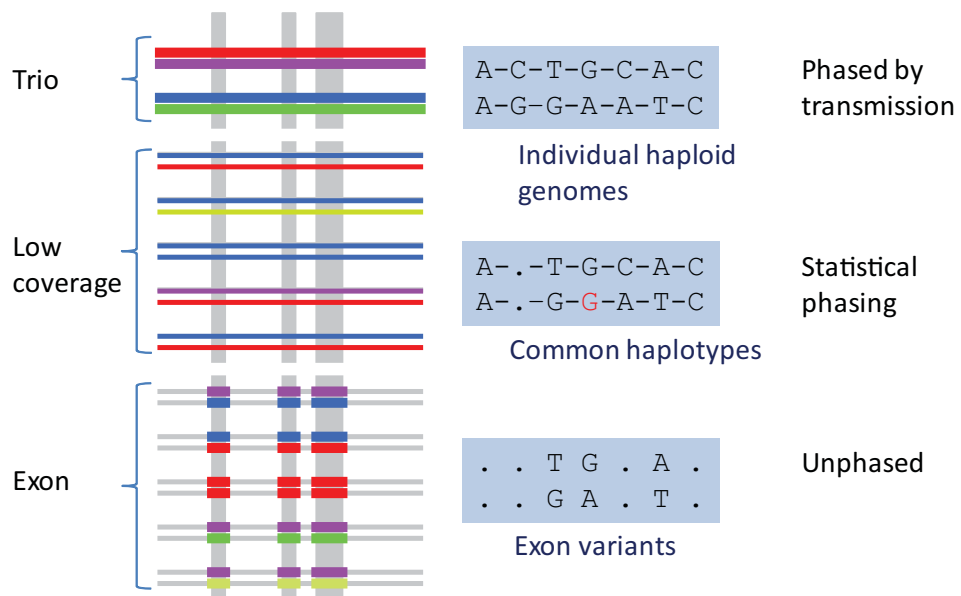 Trio
A-C-T-G-C-A-C
A-G-G-A-A-T-C
Individual haploid
genomes
Phased by
transmission
Low
coverage
A-.-T-G-C-A-C
A-.-G-G-A-T-C
Common haplotypes
Statistical
phasing
Exon
. . T G . A .
. . G A . T .
Exon variants
Unphased